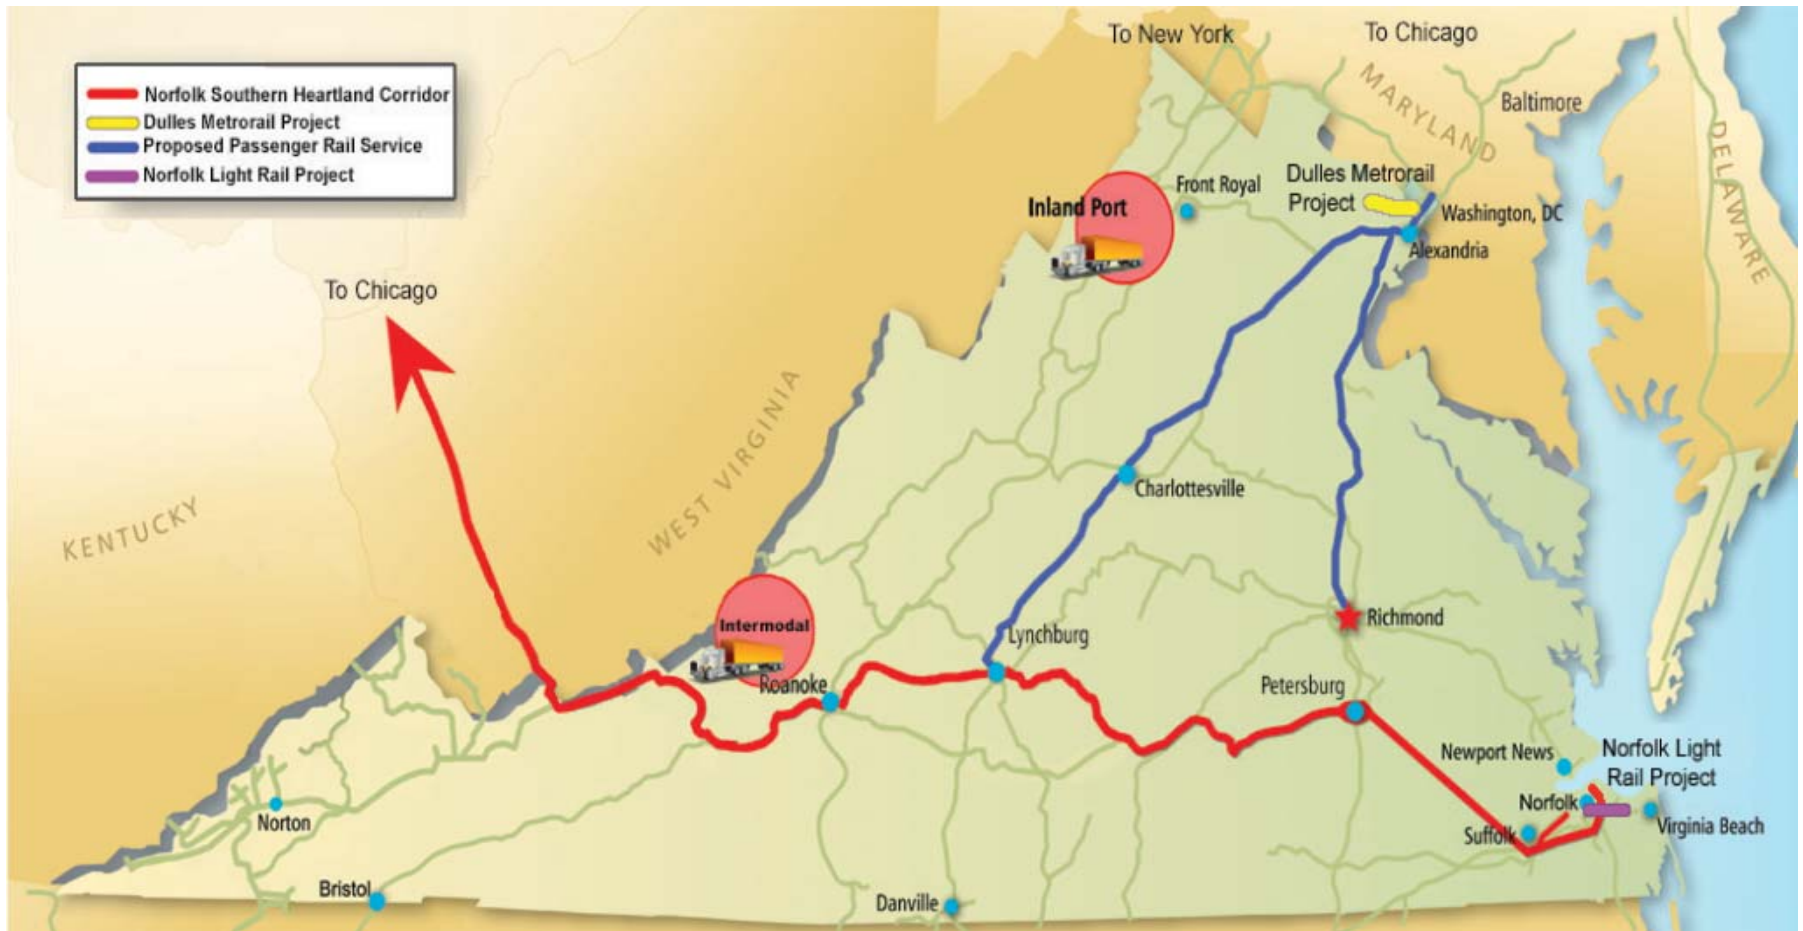 To New York
To Chicago
Norfolk Southern Heartland Corridor
Dulles Metrorail Project
Proposed Passenger Rail Service
Norfolk Light Rail Project
MARYLAND
Baltimore
DELAWARE
Dulles Metrorail
Project
Front Royal
Inland Port
Washington, DC
Alexandria
To Chicago
WEST VIRGINIA
KENTUCKY
Charlottesville
Intermodal
Lynchburg
Richmond
Roanoke
Petersburg
Newport News
Norfolk Light
Rail Project
Norfolk
Virginia Beach
Suffolk
Norton
Bristol
Danville